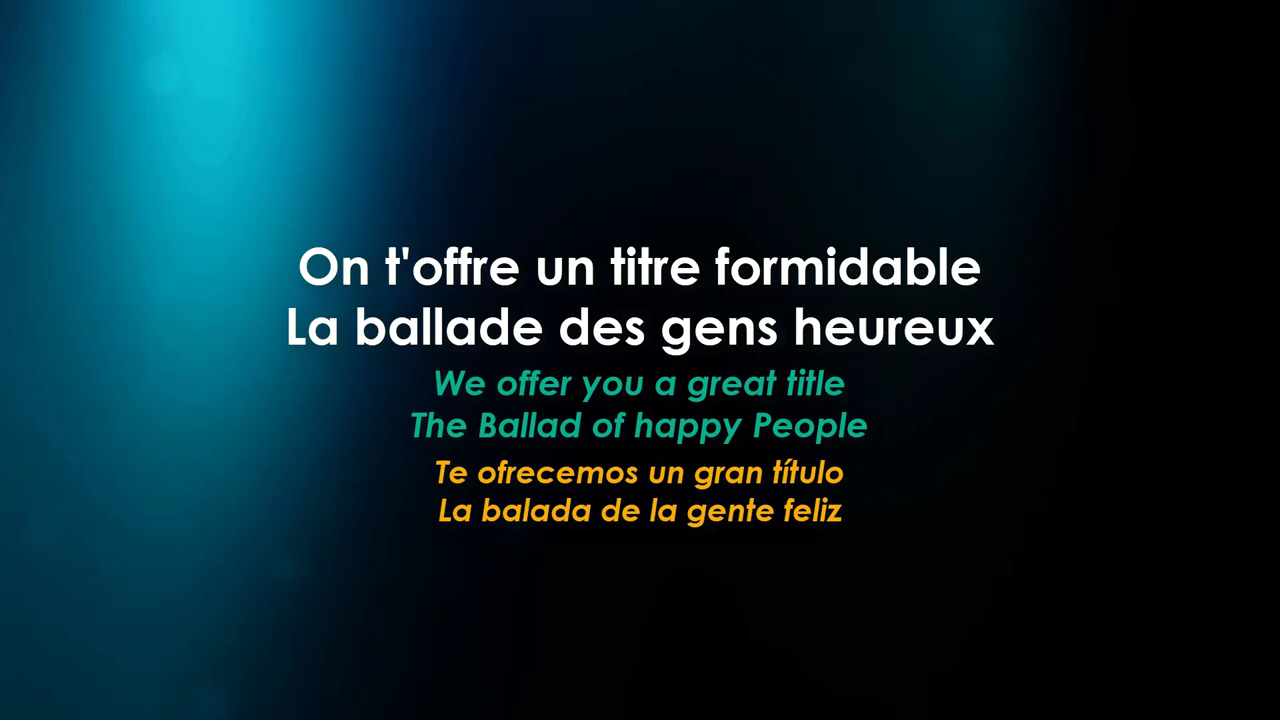 On t'offre un titre formidable
La ballade des gens heureux
We offer you a great title
The Ballad of happy People
Te ofrecemos un gran título
La balada de la gente feliz